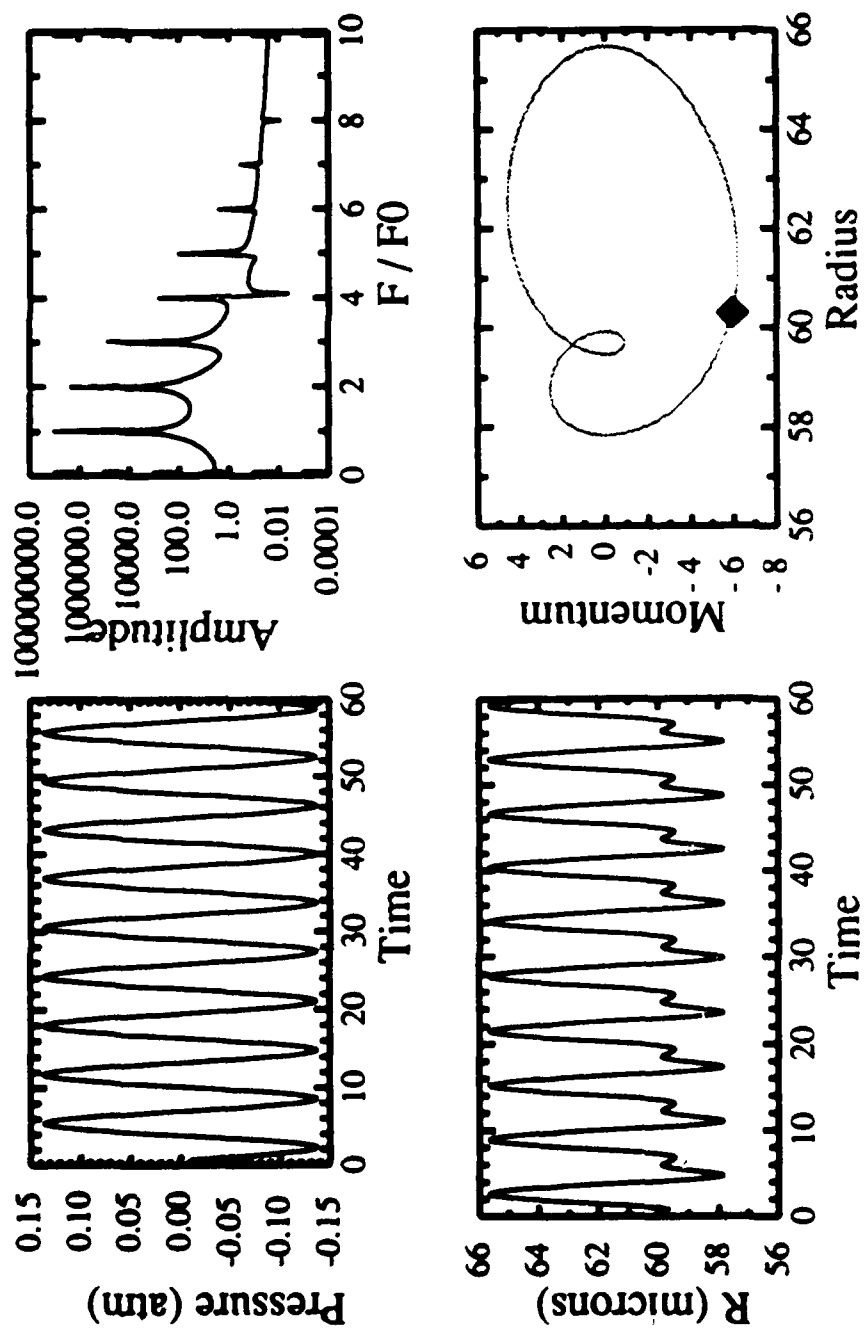 0.15
0.10
0.05
0.00
-0.05
-0.10
-0.15
Pressure (atm)
0 10 20 30 40 50 60
Time
100000000.0
1000000.0
10000.0
100.0
1.0
0.01
0.0001
Amplitude
0 2 4 6 8 10
F / F0
66
64
62
60
58
56
R (microns)
0 10 20 30 40 50 60
Time
6
4
2
0
-2
-4
-6
-8
Momentum
56 58 60 62 64 66
Radius